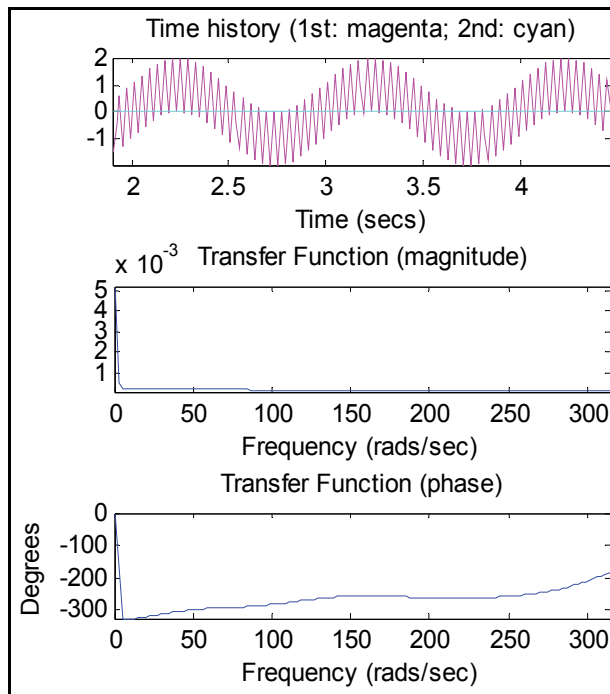 Time history (1st: magenta; 2nd: cyan)
2
1
0
-1
2 2.5 3 3.5 4
Time (secs)
x 10^-3 Transfer Function (magnitude)
5
4
3
2
1
0 50 100 150 200 250 300
Frequency (rads/sec)
Transfer Function (phase)
Degrees
0
-100
-200
-300
0 50 100 150 200 250 300
Frequency (rads/sec)